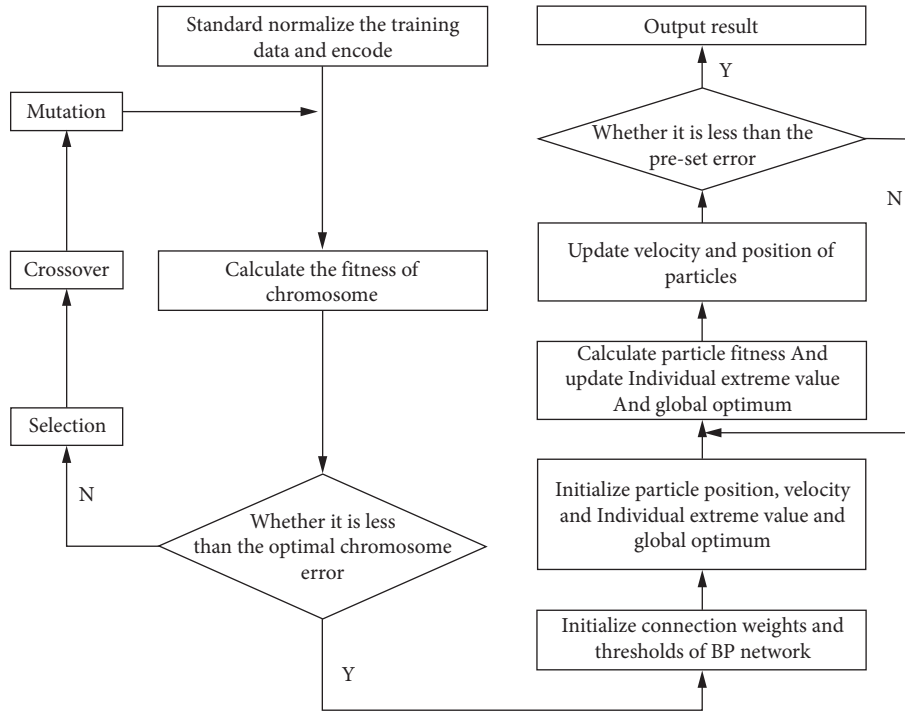 Standard normalize the training
data and encode
Mutation
Crossover
Selection
Calculate the fitness of
chromosome
N
Whether it is less
than the optimal chromosome
error
Y
Output result
Y
Whether it is less than the
pre-set error
N
Update velocity and position of
particles
Calculate particle fitness And
update Individual extreme value
And global optimum
Initialize particle position, velocity
and Individual extreme value and
global optimum
Initialize connection weights and
thresholds of BP network